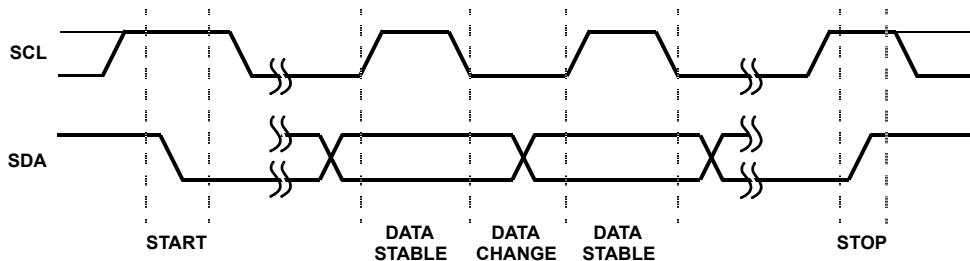 SCL
SDA
START
DATA
STABLE
DATA
CHANGE
DATA
STABLE
STOP